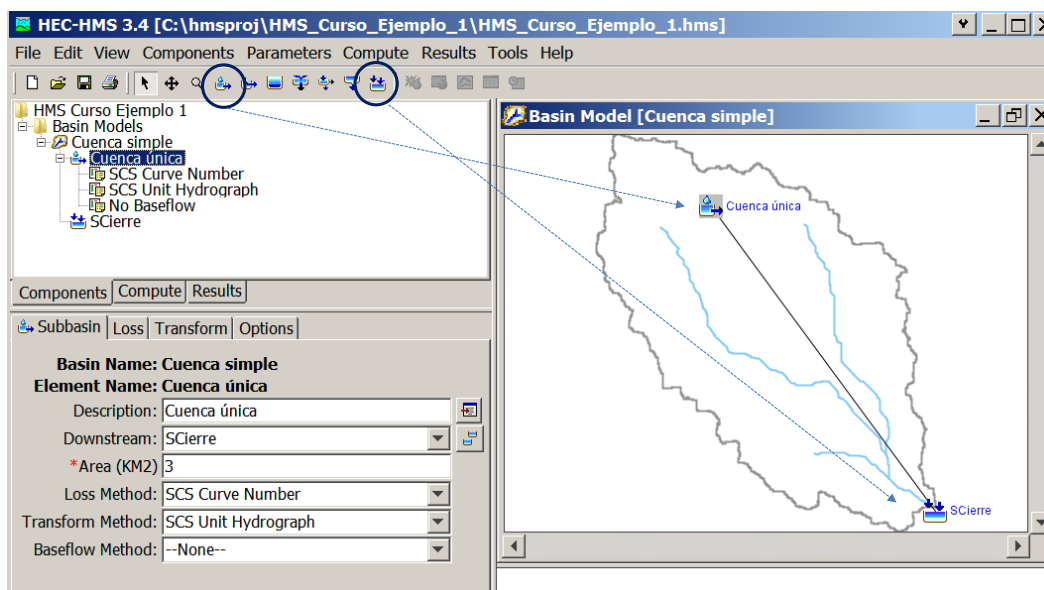 HEC-HMS 3.4 [C:\hmsproj\HMS_Curso_Ejemplo_1\HMS_Curso_Ejemplo_1.hms]
File Edit View Components Parameters Compute Results Tools Help
HMS Curso Ejemplo 1
Basin Models
Cuenca simple
Cuenca única
SCS Curve Number
SCS Unit Hydrograph
No Baseflow
SCierre
Components Compute Results
Subbasin Loss Transform Options
Basin Name: Cuenca simple
Element Name: Cuenca única
Description: Cuenca única
Downstream: SCierre
*Area (KM2) 3
Loss Method: SCS Curve Number
Transform Method: SCS Unit Hydrograph
Baseflow Method: --None--
Basin Model [Cuenca simple]
Cuenca única
SCierre